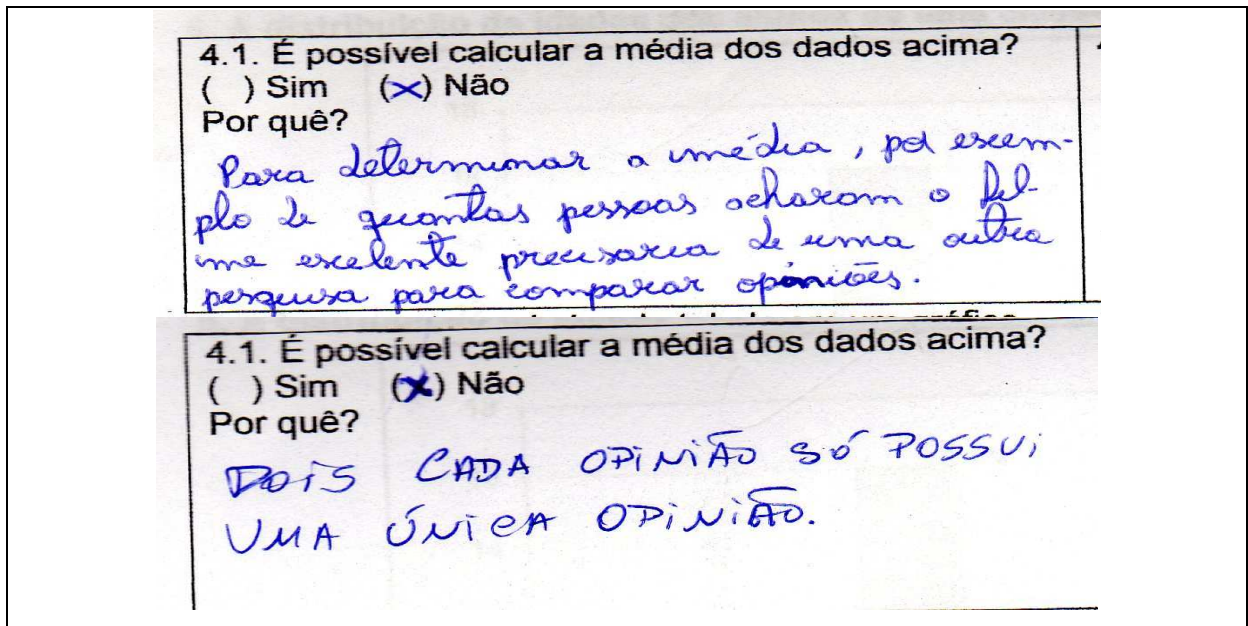 4.1. É possível calcular a média dos dados acima?
( ) Sim (x) Não
Por quê?
Para determinar a média, por exem-
plo de quantas pessoas acharam o fil-
me excelente precisaria de uma outra
pesquisa para comparar opiniões.
4.1. É possível calcular a média dos dados acima?
( ) Sim (x) Não
Por quê?
POIS CADA OPINIÃO SÓ POSSUI
UMA ÚNICA OPINIÃO.